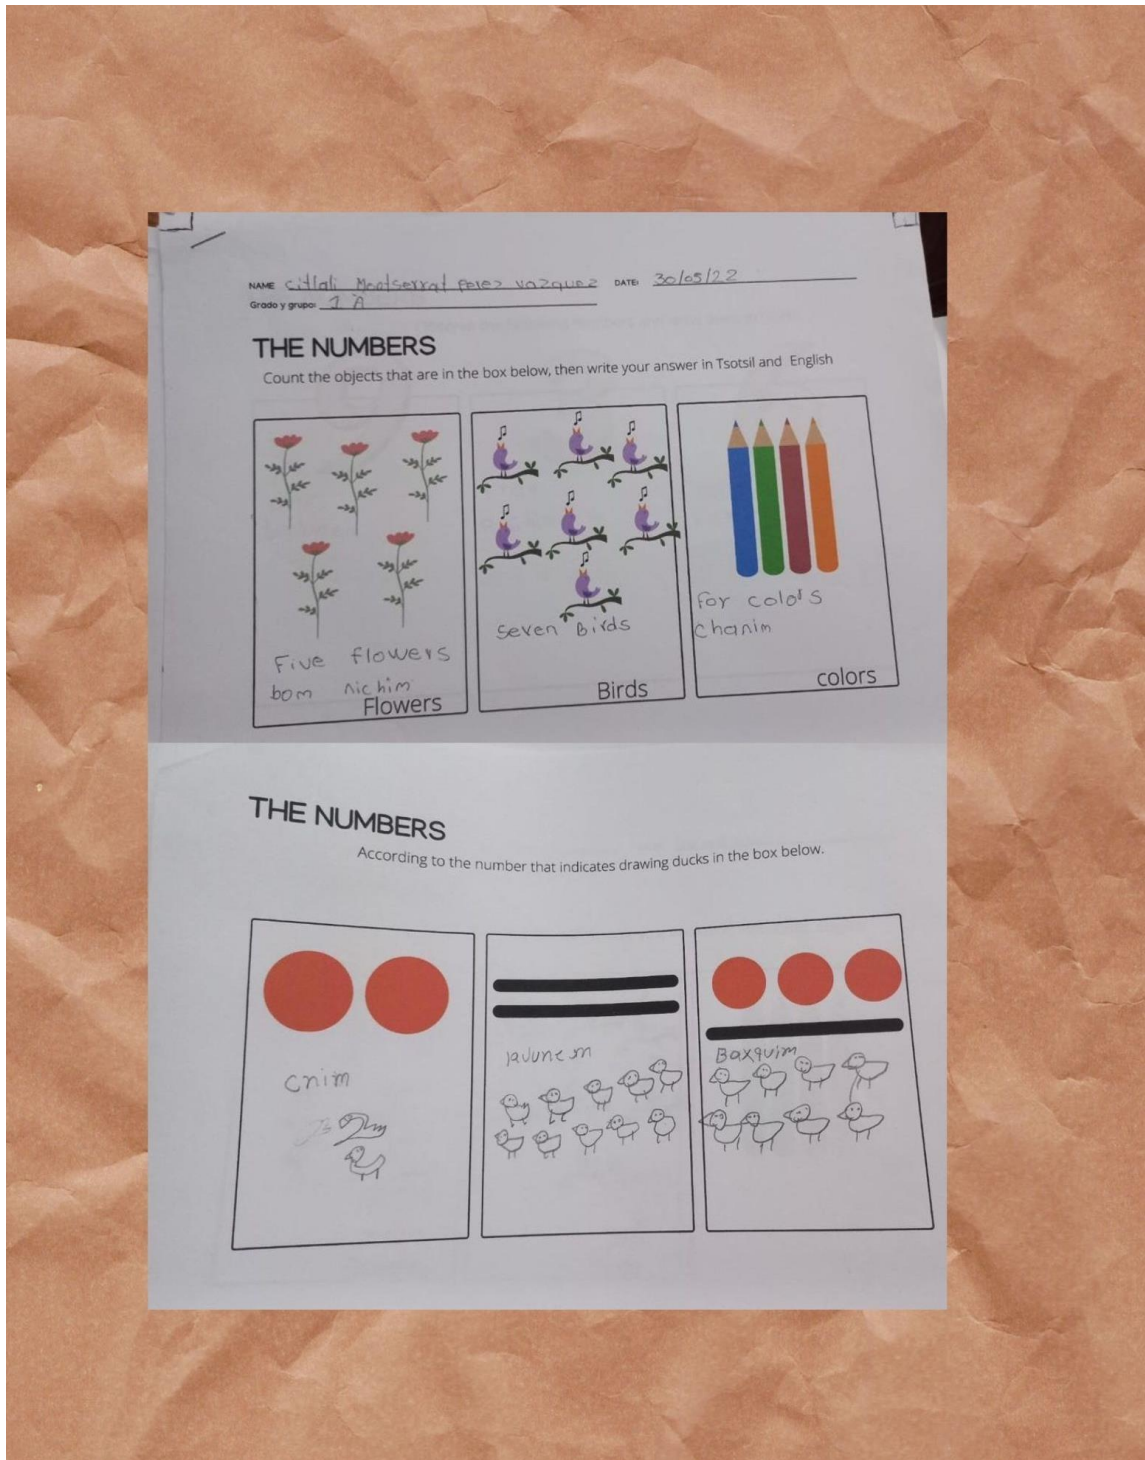 NAME Citlali Montserrat Perez Vazquez DATE: 30/05/22
Grado y grupo: 1 A
THE NUMBERS
Count the objects that are in the box below, then write your answer in Tsotsil and English
Five flowers
bom nichim
Flowers
Seven Birds
Birds
For colors
Chanim
colors
THE NUMBERS
According to the number that indicates drawing ducks in the box below.
cnim
lajunem
Baxquim